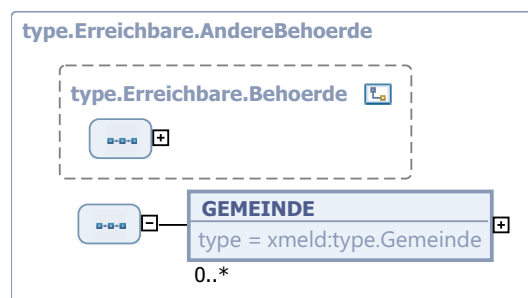 type.Erreichbare.AndereBehoerde
type.Erreichbare.Behoerde
GEMEINDE
type = xmeld:type.Gemeinde
0..*